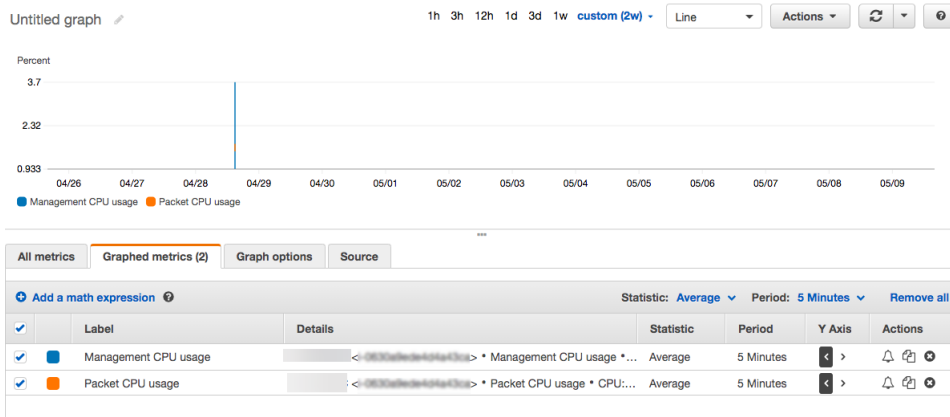 Untitled graph 1h 3h 12h 1d 3d 1w custom (2w) Line Actions
Percent
3.7
2.32
0.933
04/26 04/27 04/28 04/29 04/30 05/01 05/02 05/03 05/04 05/05 05/06 05/07 05/08 05/09
Management CPU usage Packet CPU usage
All metrics Graphed metrics (2) Graph options Source
Add a math expression Statistic: Average Period: 5 Minutes Remove all
Label Details Statistic Period Y Axis Actions
Management CPU usage • Management CPU usage •... Average 5 Minutes < >
Packet CPU usage • Packet CPU usage • CPU:... Average 5 Minutes < >